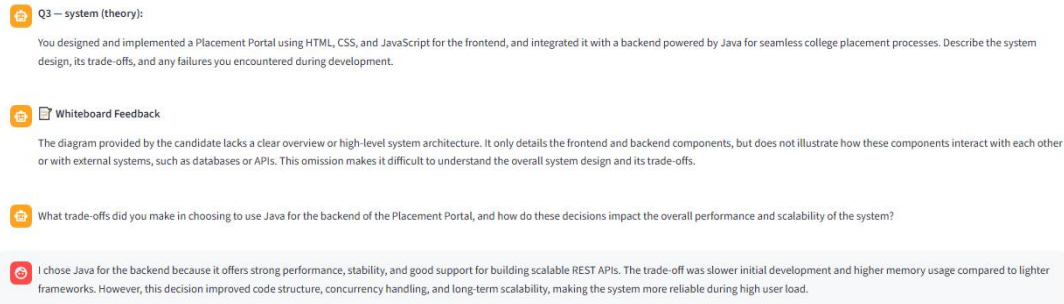 Q3 — system (theory):
You designed and implemented a Placement Portal using HTML, CSS, and JavaScript for the frontend, and integrated it with a backend powered by Java for seamless college placement processes. Describe the system
design, its trade-offs, and any failures you encountered during development.
Whiteboard Feedback
The diagram provided by the candidate lacks a clear overview or high-level system architecture. It only details the frontend and backend components, but does not illustrate how these components interact with each other
or with external systems, such as databases or APIs. This omission makes it difficult to understand the overall system design and its trade-offs.
What trade-offs did you make in choosing to use Java for the backend of the Placement Portal, and how do these decisions impact the overall performance and scalability of the system?
I chose Java for the backend because it offers strong performance, stability, and good support for building scalable REST APIs. The trade-off was slower initial development and higher memory usage compared to lighter
frameworks. However, this decision improved code structure, concurrency handling, and long-term scalability, making the system more reliable during high user load.